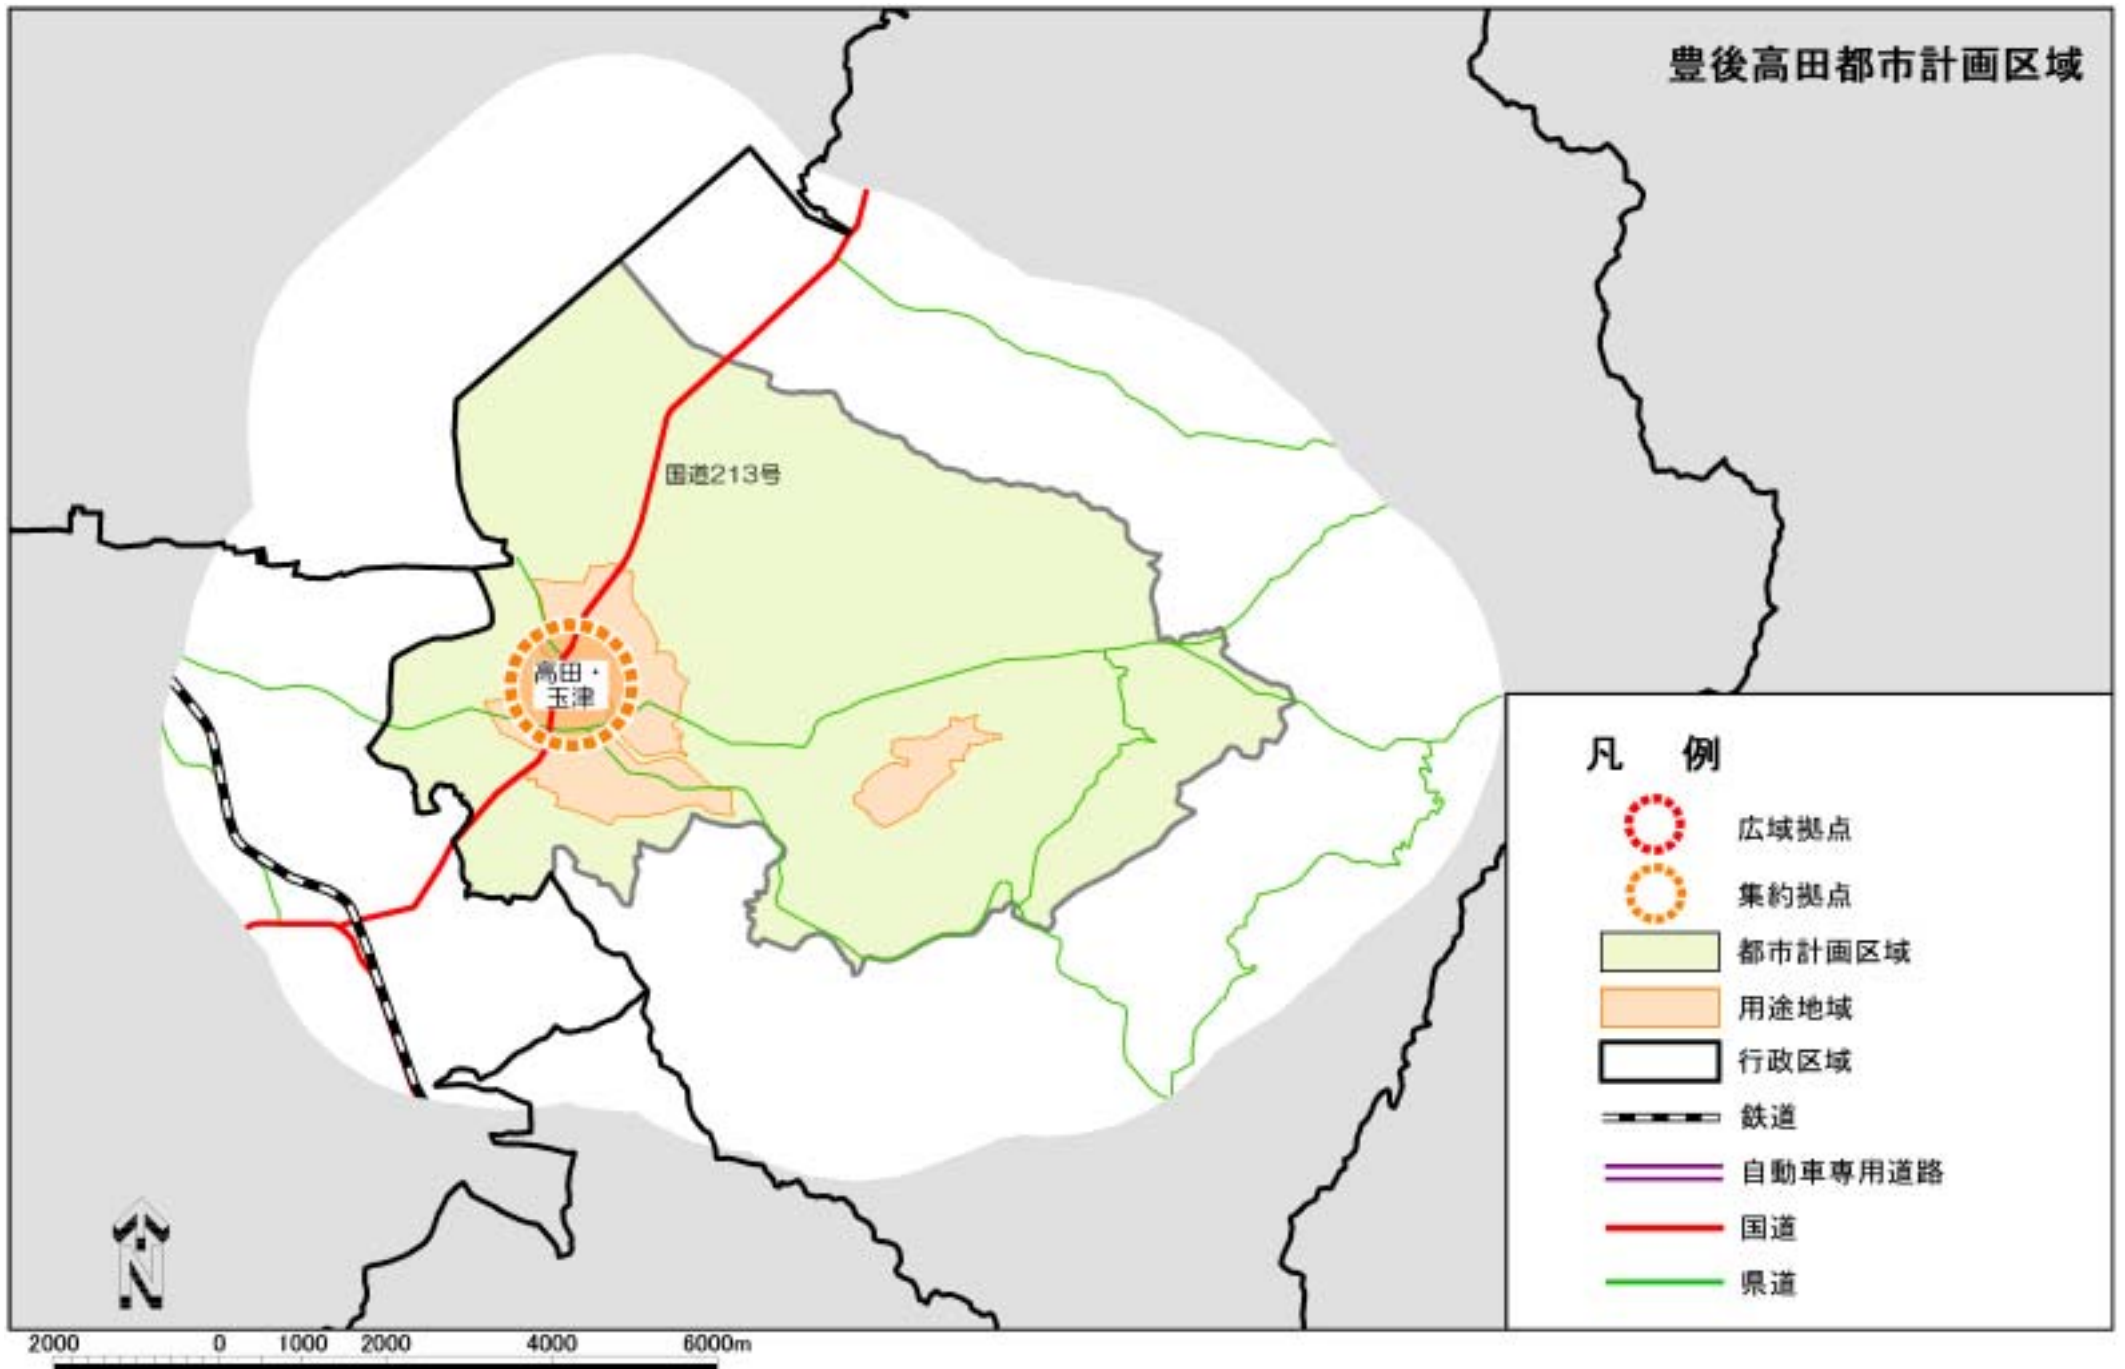 豊後高田都市計画区域
国道213号
高田・
玉津
凡 例
広域拠点
集約拠点
都市計画区域
用途地域
行政区域
鉄道
自動車専用道路
国道
県道
N
2000 0 1000 2000 4000 6000m